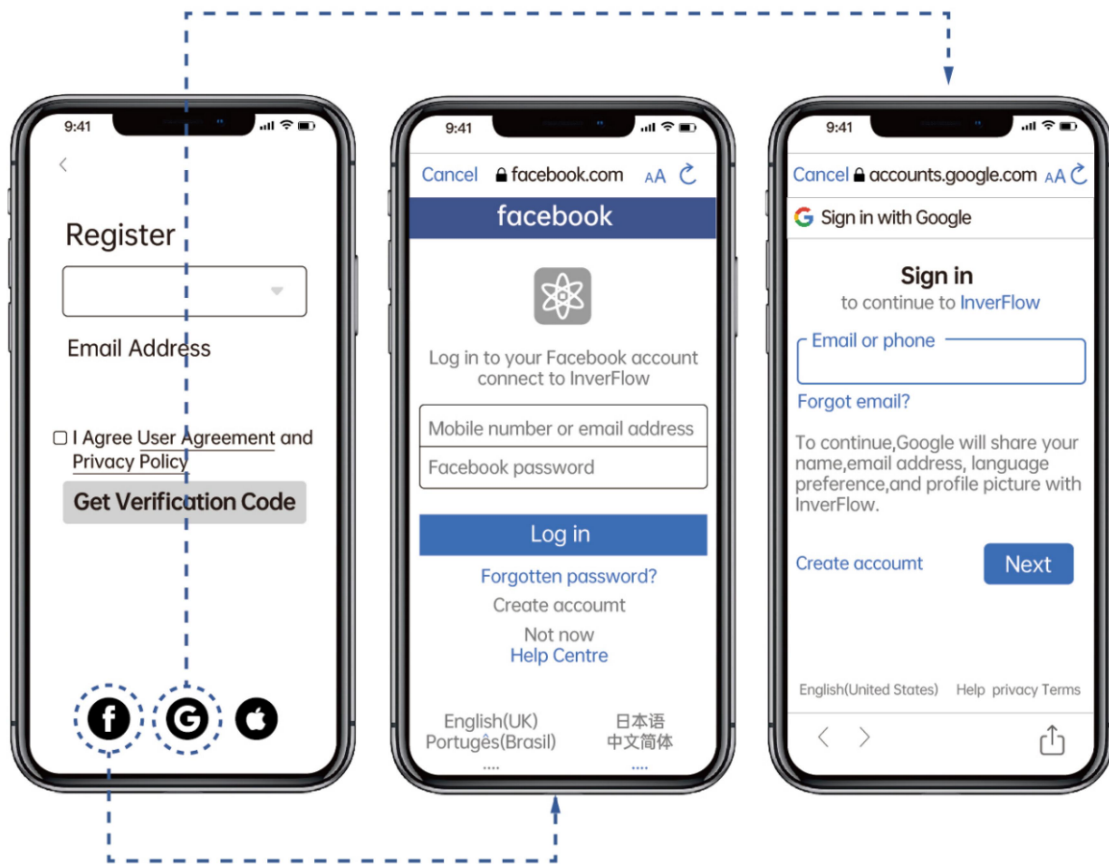 9:41
Register
Email Address
I Agree User Agreement and
Privacy Policy
Get Verification Code
f
G
9:41
Cancel facebook.com AA
facebook
Log in to your Facebook account
connect to InverFlow
Mobile number or email address
Facebook password
Log in
Forgotten password?
Create accoumt
Not now
Help Centre
English(UK) 日本语
Portugês(Brasil) 中文简体
.... ....
9:41
Cancel accounts.google.com AA
G Sign in with Google
Sign in
to continue to InverFlow
Email or phone
Forgot email?
To continue,Google will share your
name,email address, language
preference,and profile picture with
InverFlow.
Create accoumt Next
English(United States) Help privacy Terms